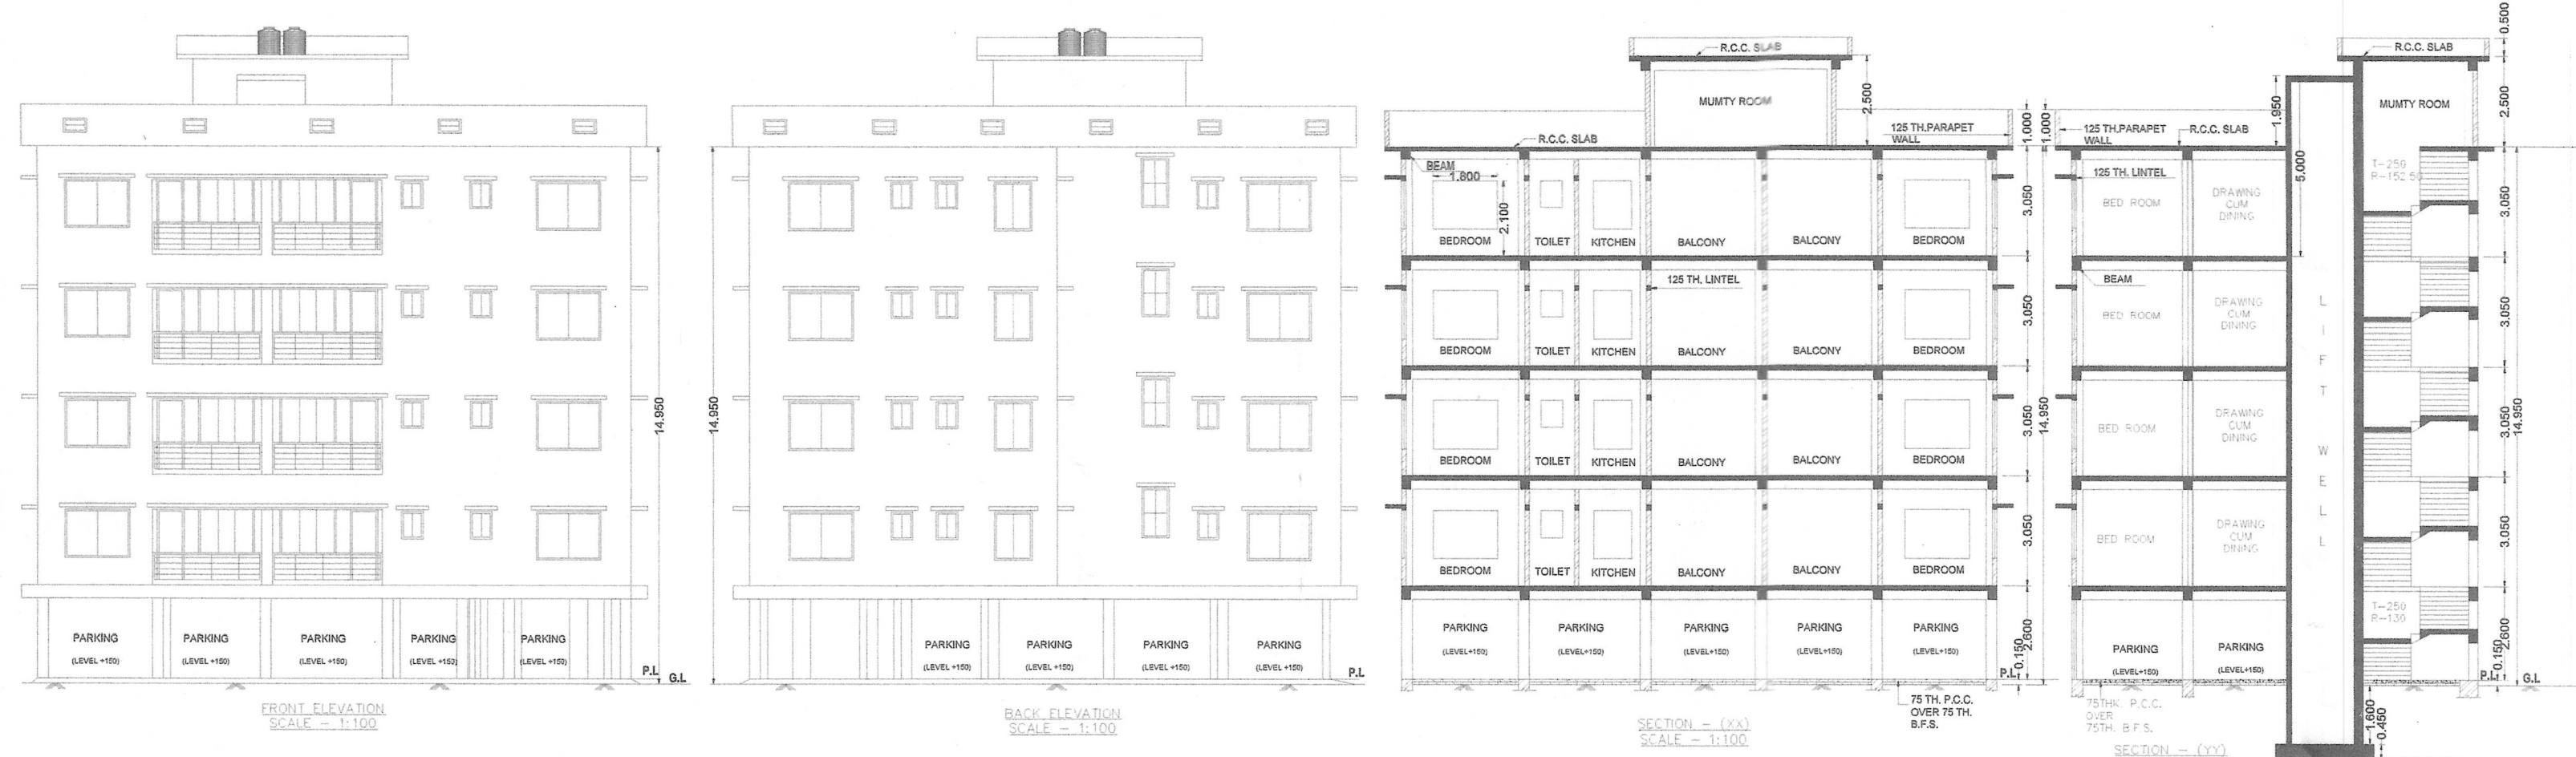 14.950
PARKING
(LEVEL +150)
PARKING
(LEVEL +150)
PARKING
(LEVEL +150)
PARKING
(LEVEL +150)
PARKING
(LEVEL +150)
P.L
G.L
FRONT ELEVATION
SCALE - 1:100
14.950
PARKING
(LEVEL +150)
PARKING
(LEVEL +150)
PARKING
(LEVEL +150)
PARKING
(LEVEL +150)
P.L
BACK ELEVATION
SCALE - 1:100
R.C.C. SLAB
MUMTY ROOM
2.500
R.C.C. SLAB
125 TH.PARAPET
WALL
1.000
BEAM
1.800
2.100
BEDROOM
TOILET
KITCHEN
BALCONY
BALCONY
BEDROOM
3.050
125 TH. LINTEL
BEDROOM
TOILET
KITCHEN
BALCONY
BALCONY
BEDROOM
3.050
BEDROOM
TOILET
KITCHEN
BALCONY
BALCONY
BEDROOM
3.050
14.950
BEDROOM
TOILET
KITCHEN
BALCONY
BALCONY
BEDROOM
3.050
PARKING
(LEVEL+150)
PARKING
(LEVEL+150)
PARKING
(LEVEL+150)
PARKING
(LEVEL+150)
PARKING
(LEVEL+150)
2.600
0.150
P.L
75 TH. P.C.C.
OVER 75 TH.
B.F.S.
SECTION - (XX)
SCALE - 1:100
0.500
R.C.C. SLAB
MUMTY ROOM
2.500
1.950
1.000
125 TH.PARAPET
WALL
R.C.C. SLAB
5.000
T-250
R-152.50
125 TH. LINTEL
BED ROOM
DRAWING
CUM
DINING
3.050
BEAM
BED ROOM
DRAWING
CUM
DINING
3.050
LIFT WELL
BED ROOM
DRAWING
CUM
DINING
3.050
14.950
BED ROOM
DRAWING
CUM
DINING
3.050
T-250
R-130
PARKING
(LEVEL+150)
PARKING
(LEVEL+150)
2.600
0.150
P.L
G.L
75THK. P.C.C.
OVER
75TH. B.F.S.
1.600
0.450
SECTION - (YY)